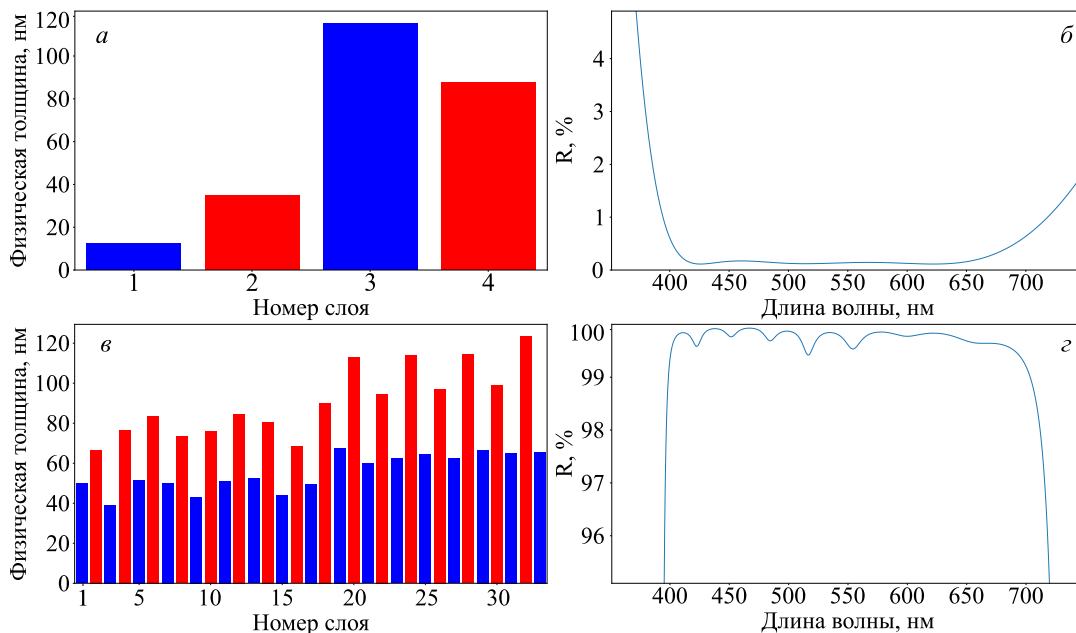 а
Физическая толщина, нм
120
100
80
60
40
20
0
1 2 3 4
Номер слоя
б
R, %
4
3
2
1
0
400 450 500 550 600 650 700
Длина волны, нм
в
Физическая толщина, нм
120
100
80
60
40
20
0
1 5 10 15 20 25 30
Номер слоя
г
R, %
100
99
98
97
96
400 450 500 550 600 650 700
Длина волны, нм